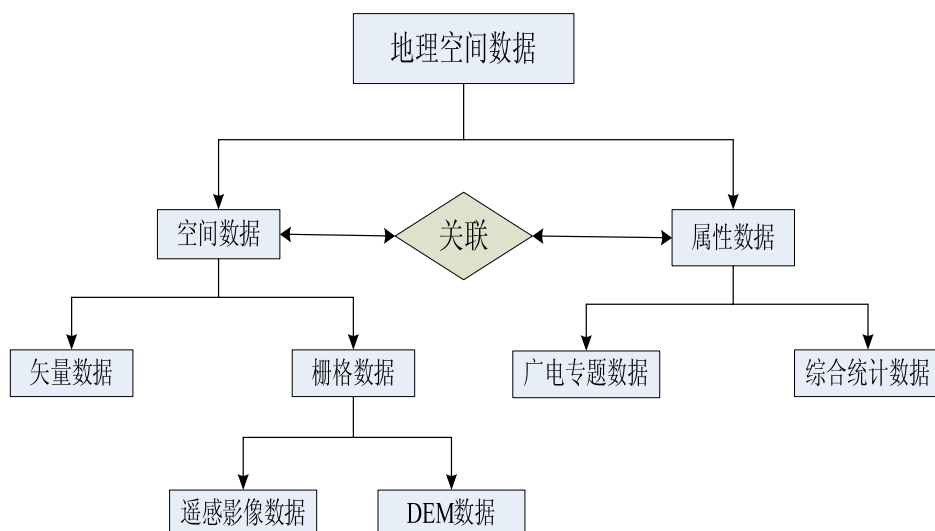 地理空间数据
空间数据
关联
属性数据
矢量数据
栅格数据
广电专题数据
综合统计数据
遥感影像数据
DEM数据